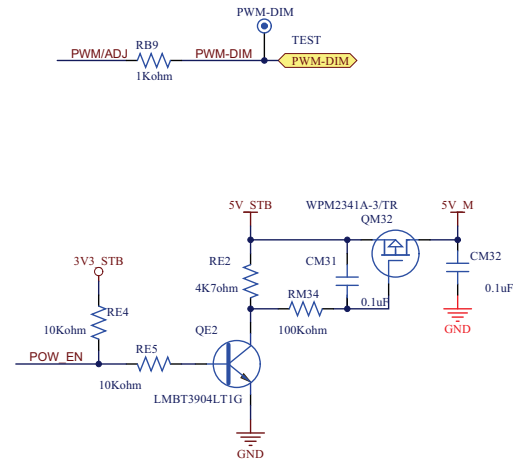 PWM-DIM
TEST
PWM/ADJ
RB9
PWM-DIM
PWM-DIM
1Kohm
5V_STB
WPM2341A-3/TR
QM32
5V_M
3V3_STB
RE2
4K7ohm
CM31
0.1uF
CM32
0.1uF
RE4
10Kohm
RM34
100Kohm
GND
QE2
POW_EN
RE5
10Kohm
LMBT3904LT1G
GND